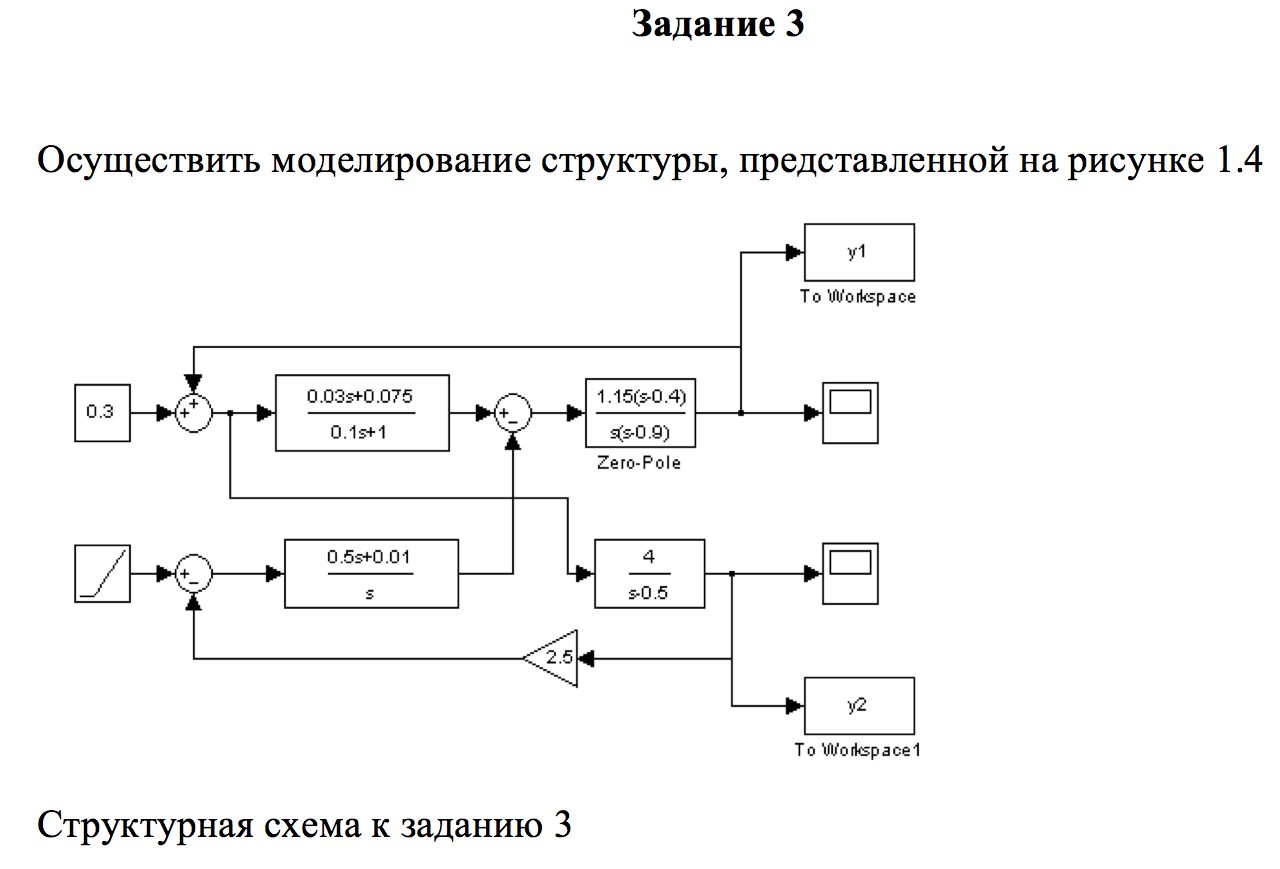 Задание 3
Осуществить моделирование структуры, представленной на рисунке 1.4
y1
To Workspace
0.3
+
+
0.03s+0.075
0.1s+1
+
−
1.15(s-0.4)
s(s-0.9)
Zero-Pole
+
−
0.5s+0.01
s
4
s-0.5
2.5
y2
To Workspace1
Структурная схема к заданию 3